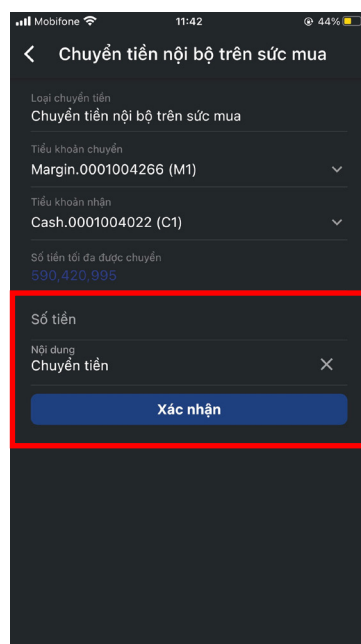 Mobifone 11:42 44%
Chuyển tiền nội bộ trên sức mua
Loại chuyển tiền
Chuyển tiền nội bộ trên sức mua
Tiểu khoản chuyển
Margin.0001004266 (M1)
Tiểu khoản nhận
Cash.0001004022 (C1)
Số tiền tối đa được chuyển
590,420,995
Số tiền
Nội dung
Chuyển tiền
Xác nhận